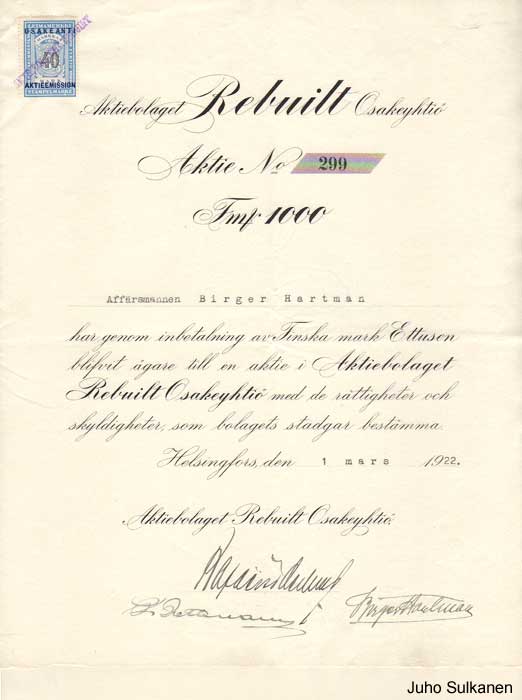 LEIMAMERKKI
OSAKEANTI
40
AKTIEEMISSION
STÄMPELMÄRKE
Aktiebolaget Rebuilt Osakeyhtiö
Aktie No 299
Fmk 1000
Affärsmannen Birger Hartman
har genom inbetalning av Finska mark Ettusen
blifvit ägare till en aktie i Aktiebolaget
Rebuilt Osakeyhtiö med de rättigheter och
skyldigheter, som bolagets stadgar bestämma.
Helsingfors, den 1 mars 1922.
Aktiebolaget Rebuilt Osakeyhtiö.
Birger Hartman
Juho Sulkanen